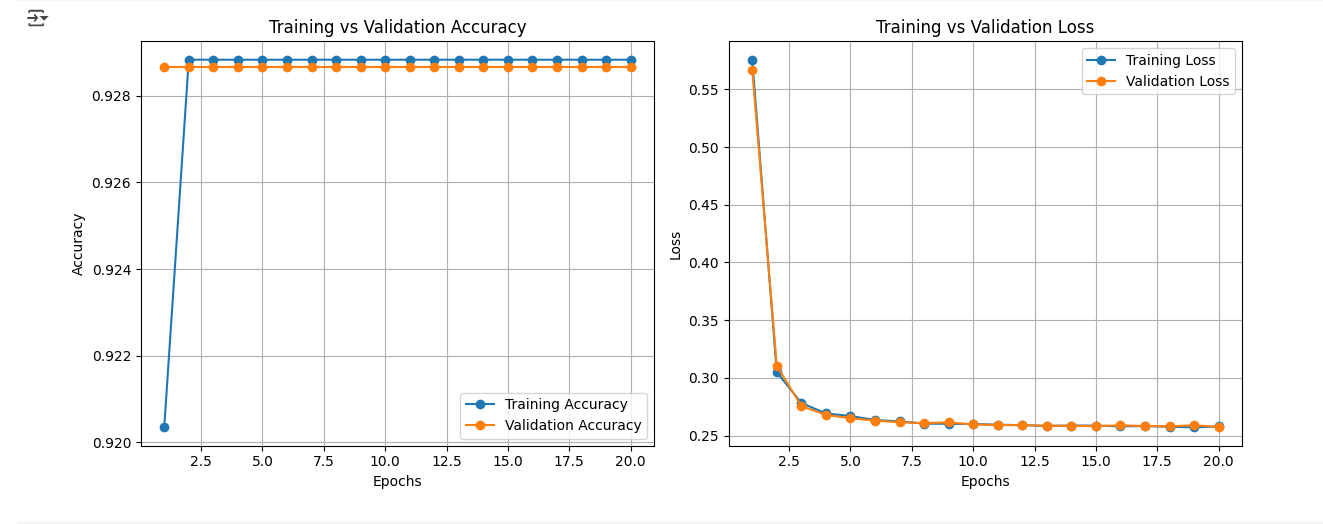 Training vs Validation Accuracy
0.928
0.926
0.924
0.922
0.920
Accuracy
2.5 5.0 7.5 10.0 12.5 15.0 17.5 20.0
Epochs
Training Accuracy
Validation Accuracy
Training vs Validation Loss
0.55
0.50
0.45
0.40
0.35
0.30
0.25
Loss
2.5 5.0 7.5 10.0 12.5 15.0 17.5 20.0
Epochs
Training Loss
Validation Loss